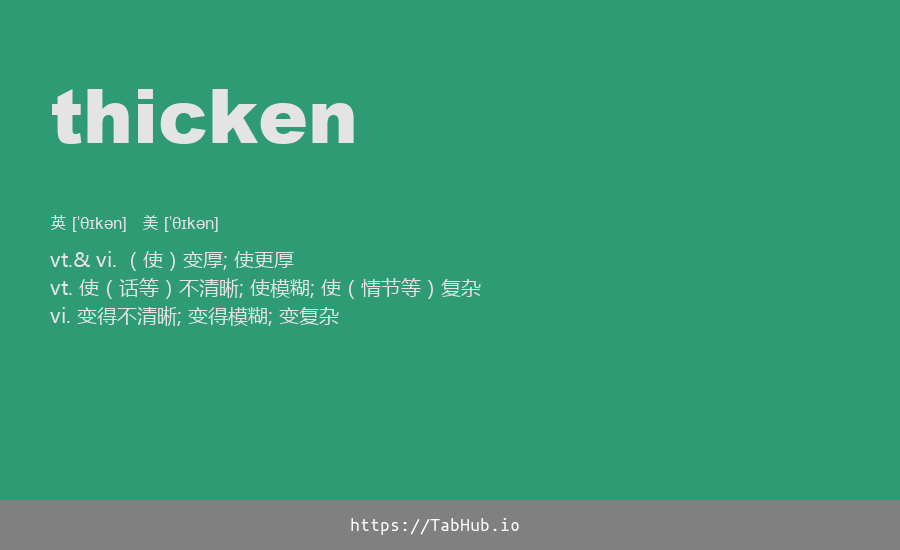 thicken
英 [ˈθɪkən] 美 [ˈθɪkən]
vt.& vi. （使）变厚; 使更厚
vt. 使（话等）不清晰; 使模糊; 使（情节等）复杂
vi. 变得不清晰; 变得模糊; 变复杂
https://TabHub.io